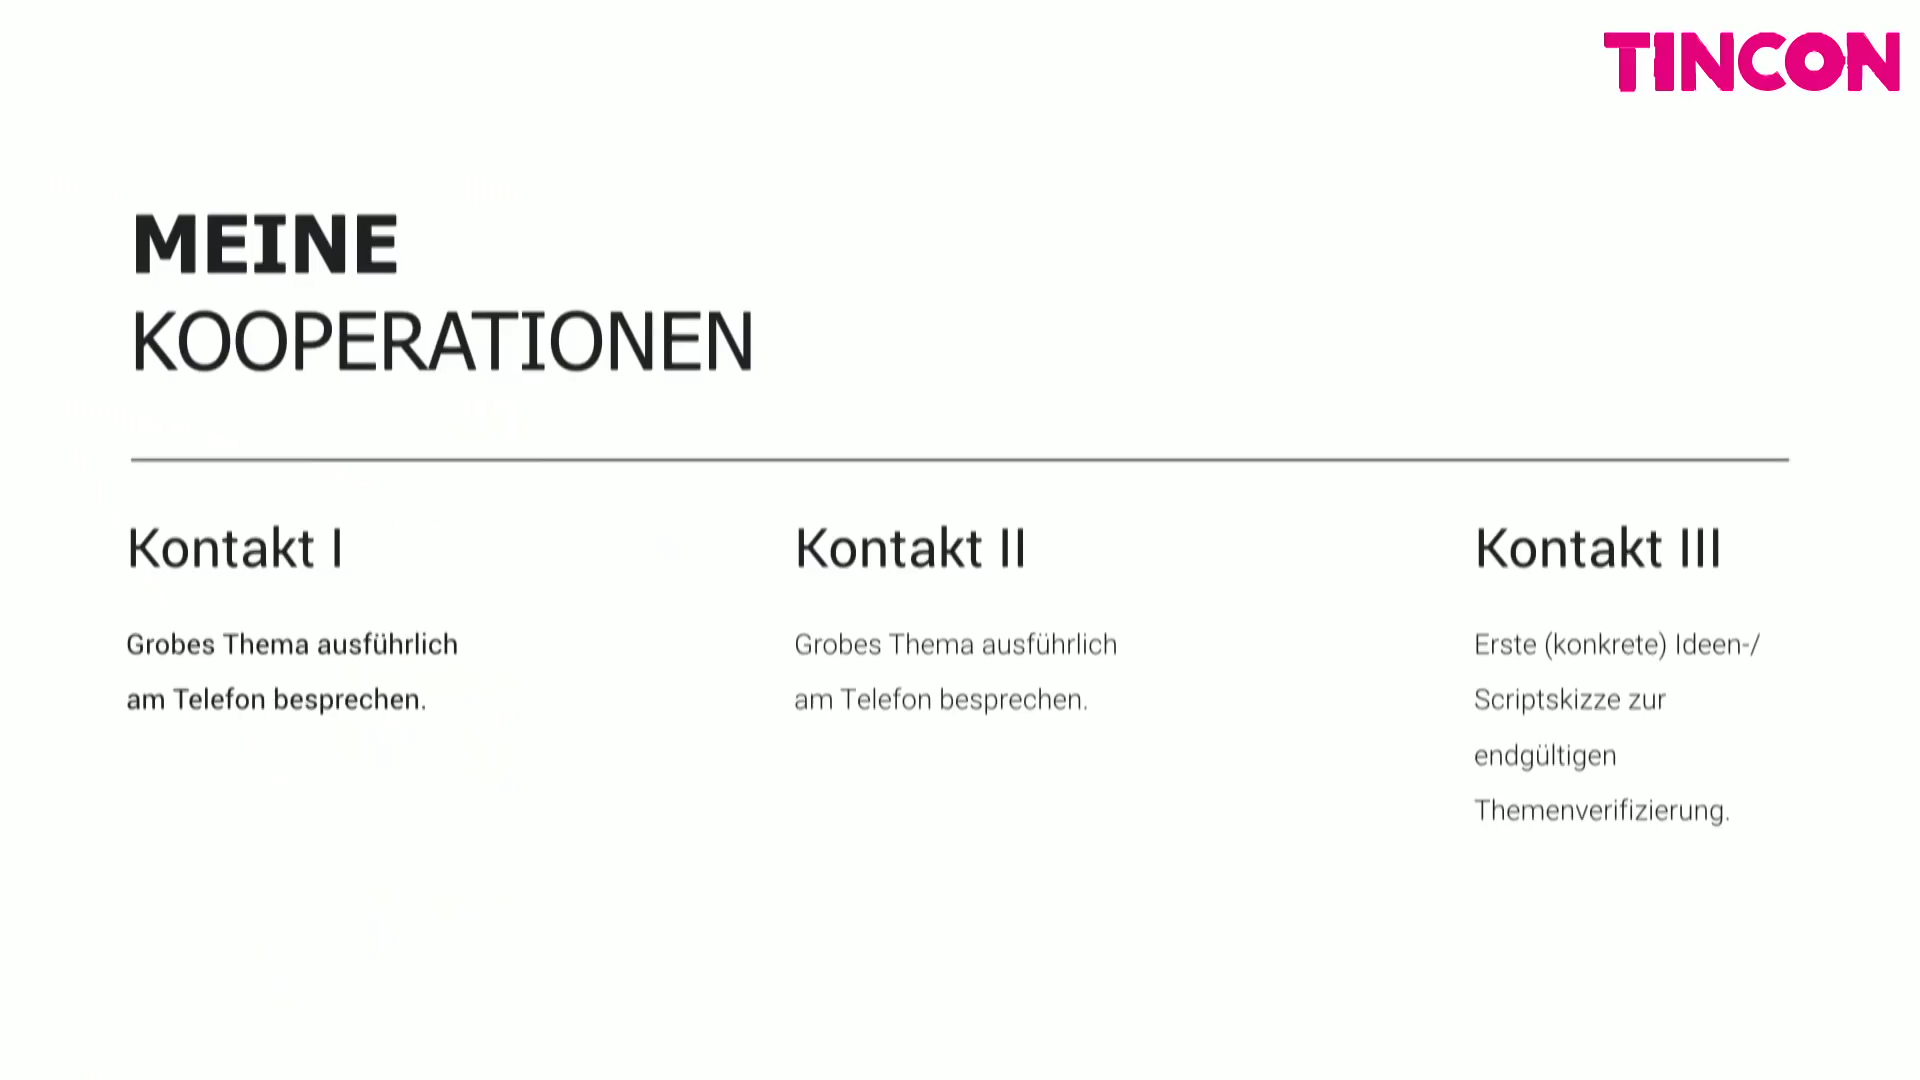 TINCON
MEINE
KOOPERATIONEN
Kontakt I
Grobes Thema ausführlich
am Telefon besprechen.
Kontakt II
Grobes Thema ausführlich
am Telefon besprechen.
Kontakt III
Erste (konkrete) Ideen-/
Scriptskizze zur
endgültigen
Themenverifizierung.